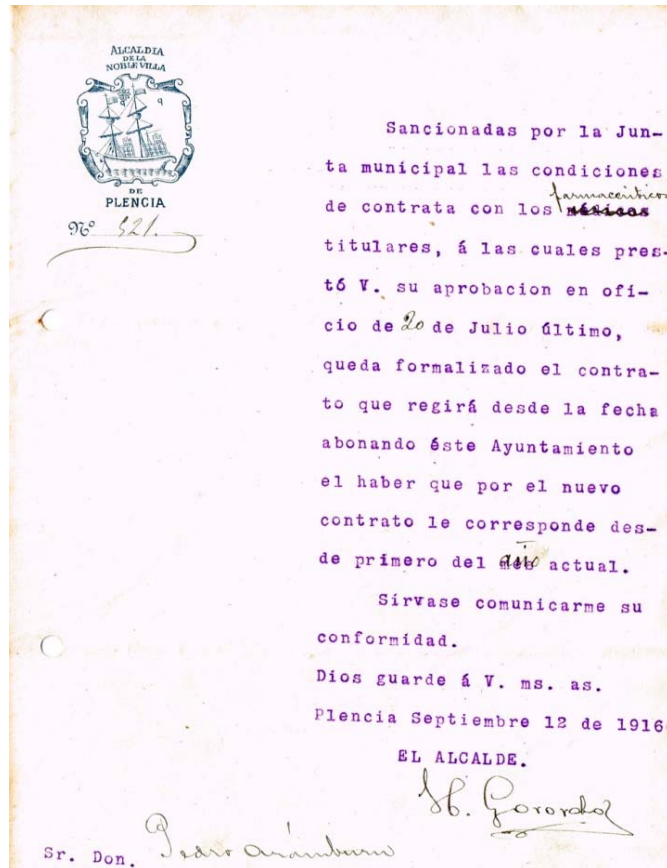 ALCALDIA
DE LA
NOBLE VILLA
DE
PLENCIA
Nº 521.
Sancionadas por la Jun-
ta municipal las condiciones
de contrata con los médicos farmacéuticos
titulares, á las cuales pres-
tó V. su aprobacion en ofi-
cio de 20 de Julio último,
queda formalizado el contra-
to que regirá desde la fecha
abonando éste Ayuntamiento
el haber que por el nuevo
contrato le corresponde des-
de primero del mes año actual.
Sírvase comunicarme su
conformidad.
Dios guarde á V. ms. as.
Plencia Septiembre 12 de 1916
EL ALCALDE.
H. Gorordo
Sr. Don. Pedro Aramburu